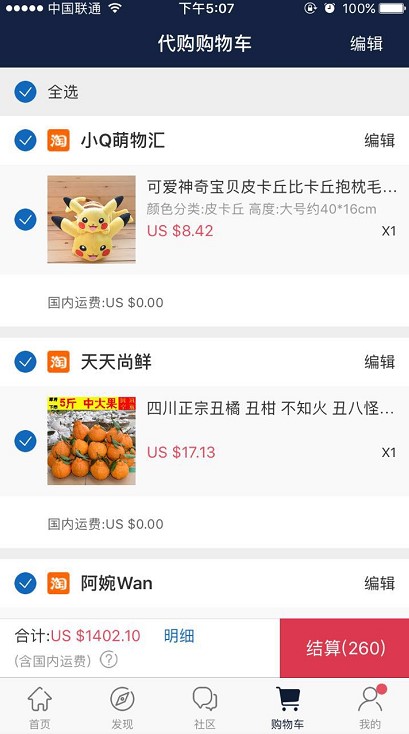 中国联通 下午5:07 100%
代购购物车 编辑
全选
淘 小Q萌物汇 编辑
可爱神奇宝贝皮卡丘比卡丘抱枕毛...
颜色分类:皮卡丘 高度:大号约40*16cm
US $8.42 X1
国内运费:US $0.00
淘 天天尚鲜 编辑
5斤 中大果
四川正宗丑橘 丑柑 不知火 丑八怪...
US $17.13 X1
国内运费:US $0.00
淘 阿婉Wan 编辑
合计:US $1402.10 明细
(含国内运费) ?
结算(260)
首页 发现 社区 购物车 我的